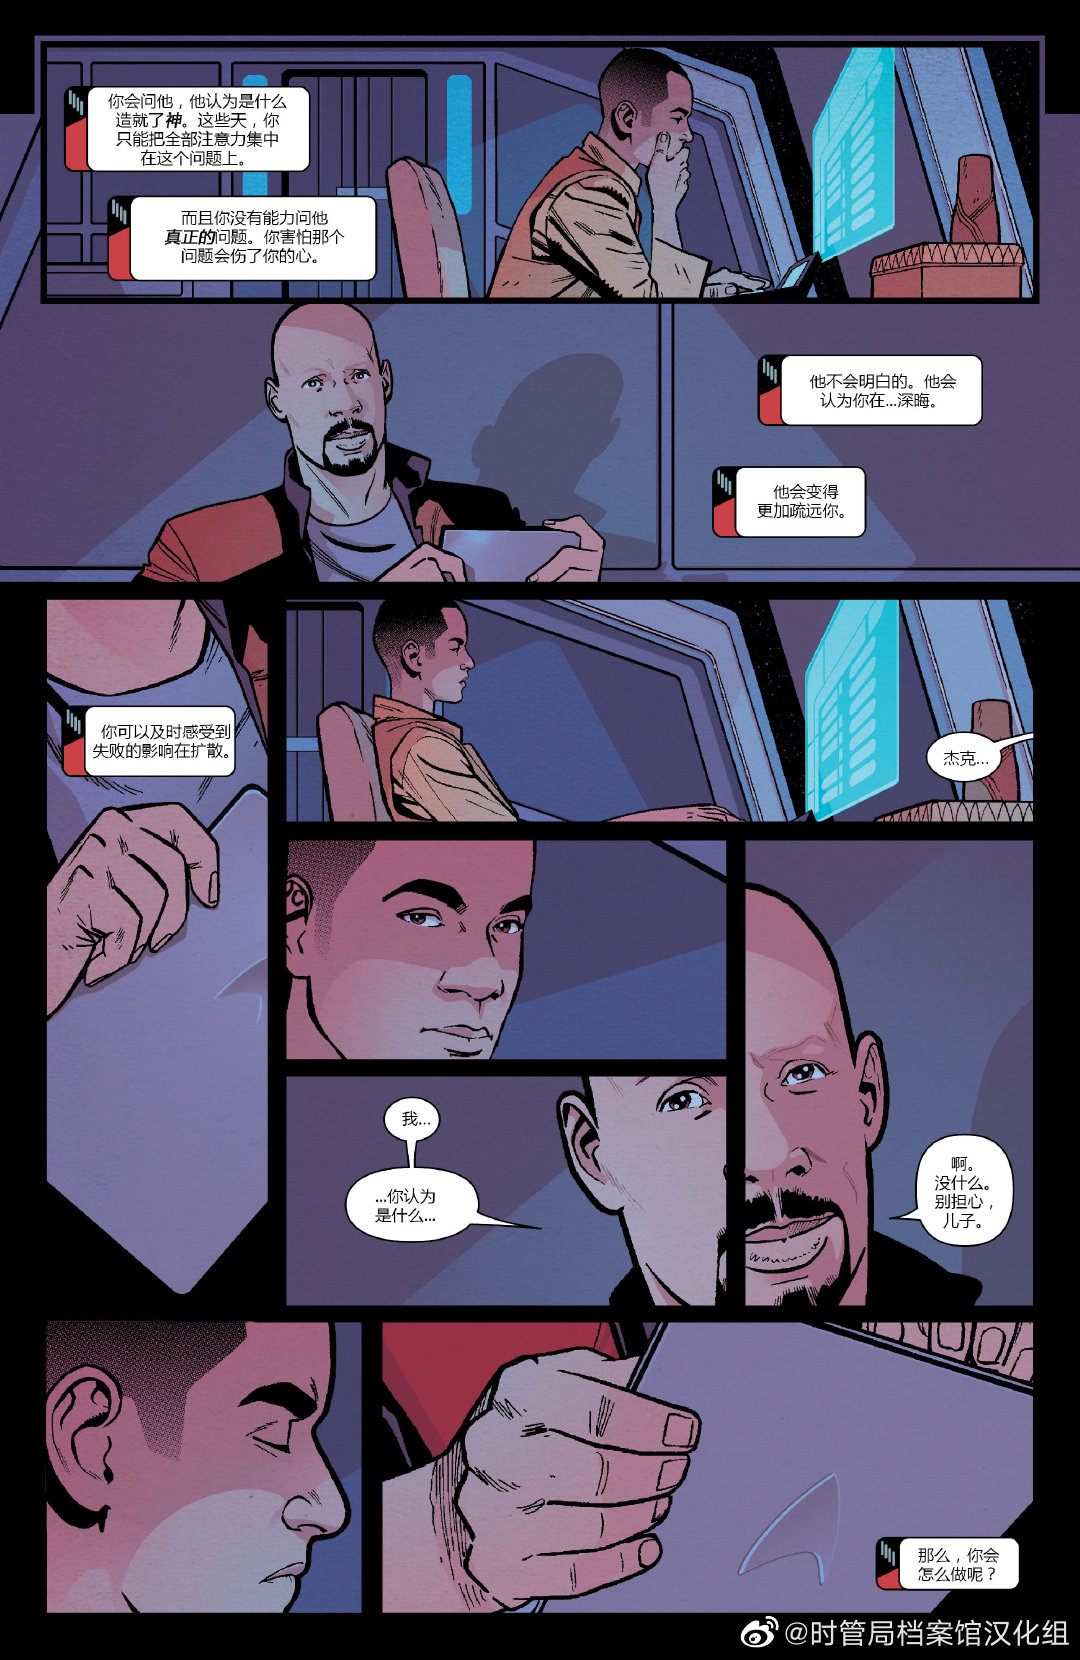 你会问他，他认为是什么
造就了神。这些天，你
只能把全部注意力集中
在这个问题上。
而且你没有能力问他
真正的问题。你害怕那个
问题会伤了你的心。
他不会明白的。他会
认为你在...深晦。
他会变得
更加疏远你。
你可以及时感受到
失败的影响在扩散。
杰克...
我...
...你认为
是什么...
啊。
没什么。
别担心，
儿子。
那么，你会
怎么做呢？
@时管局档案馆汉化组